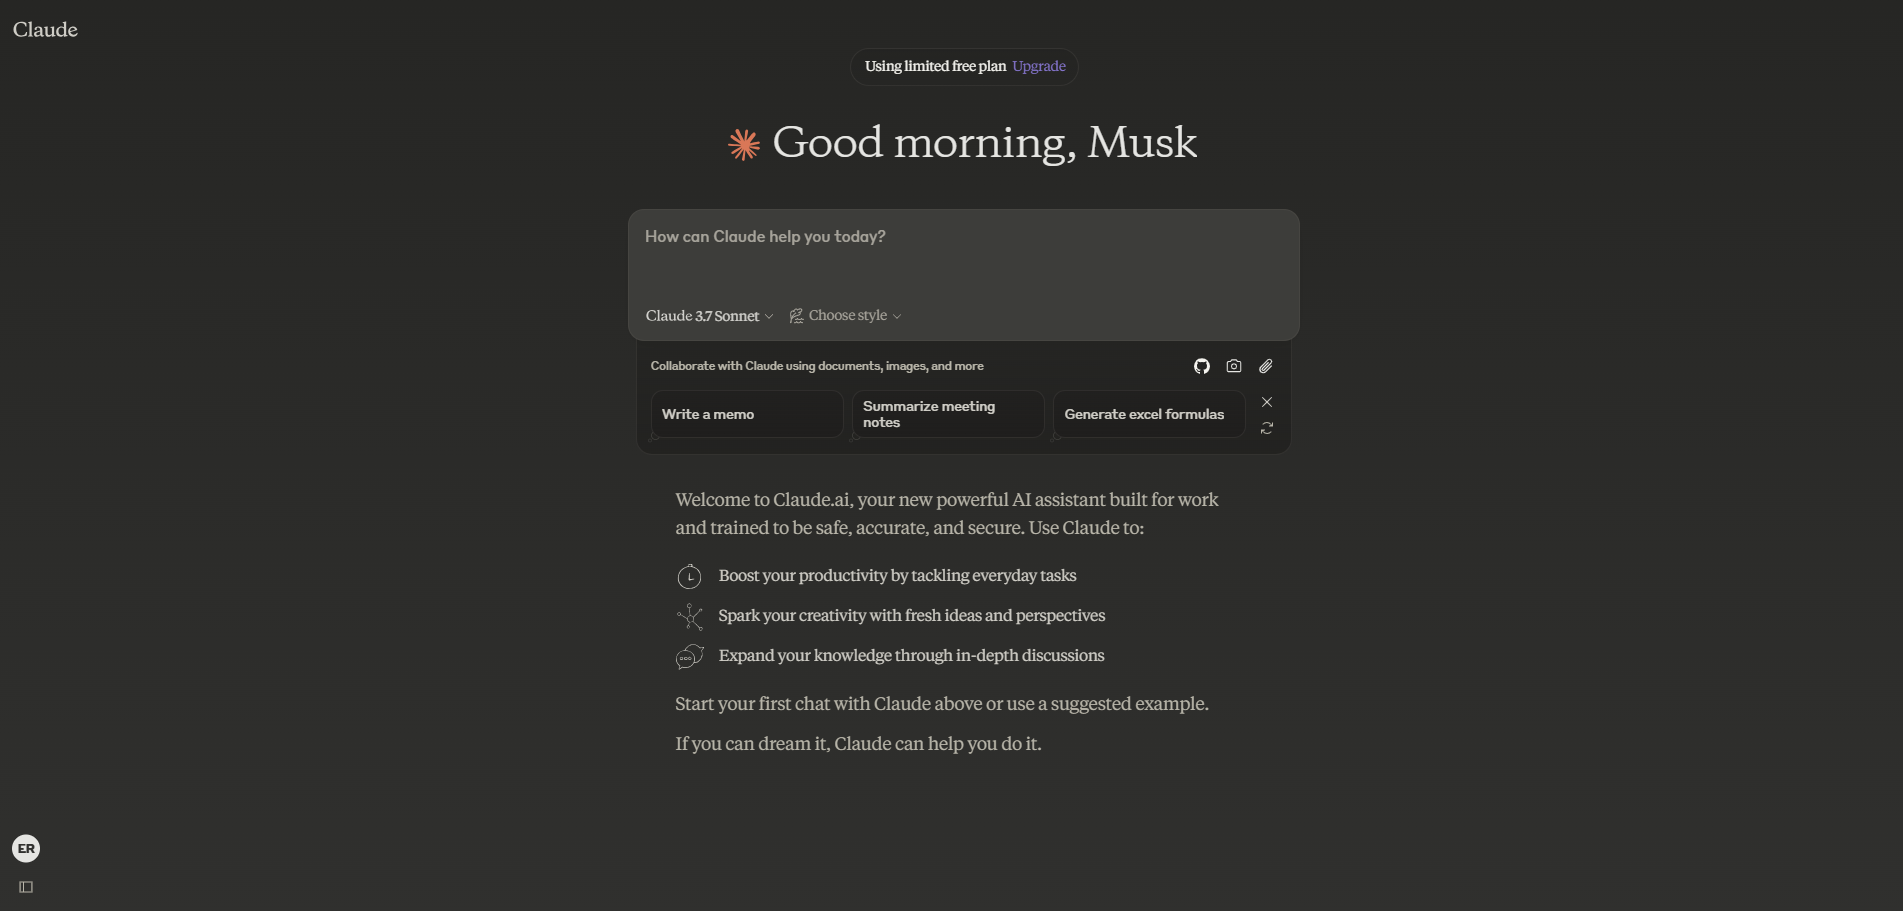 Claude
Using limited free plan Upgrade
Good morning, Musk
How can Claude help you today?
Claude 3.7 Sonnet Choose style
Collaborate with Claude using documents, images, and more
Write a memo
Summarize meeting
notes
Generate excel formulas
Welcome to Claude.ai, your new powerful AI assistant built for work
and trained to be safe, accurate, and secure. Use Claude to:
Boost your productivity by tackling everyday tasks
Spark your creativity with fresh ideas and perspectives
Expand your knowledge through in-depth discussions
Start your first chat with Claude above or use a suggested example.
If you can dream it, Claude can help you do it.
ER